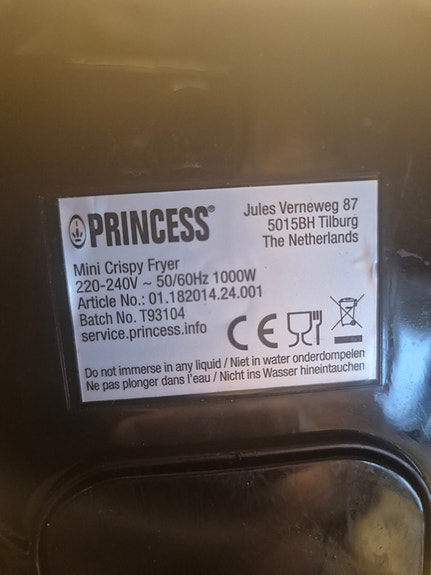 PRINCESS®
Jules Verneweg 87
5015BH Tilburg
The Netherlands
Mini Crispy Fryer
220-240V ~ 50/60Hz 1000W
Article No.: 01.182014.24.001
Batch No. T93104
service.princess.info
CE
Do not immerse in any liquid / Niet in water onderdompelen
Ne pas plonger dans l'eau / Nicht ins Wasser hineintauchen